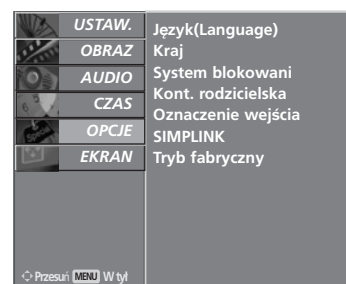 USTAW.
OBRAZ
AUDIO
CZAS
OPCJE
EKRAN
Język(Language)
Kraj
System blokowani
Kont. rodzicielska
Oznaczenie wejścia
SIMPLINK
Tryb fabryczny
Przesuń MENU W tył